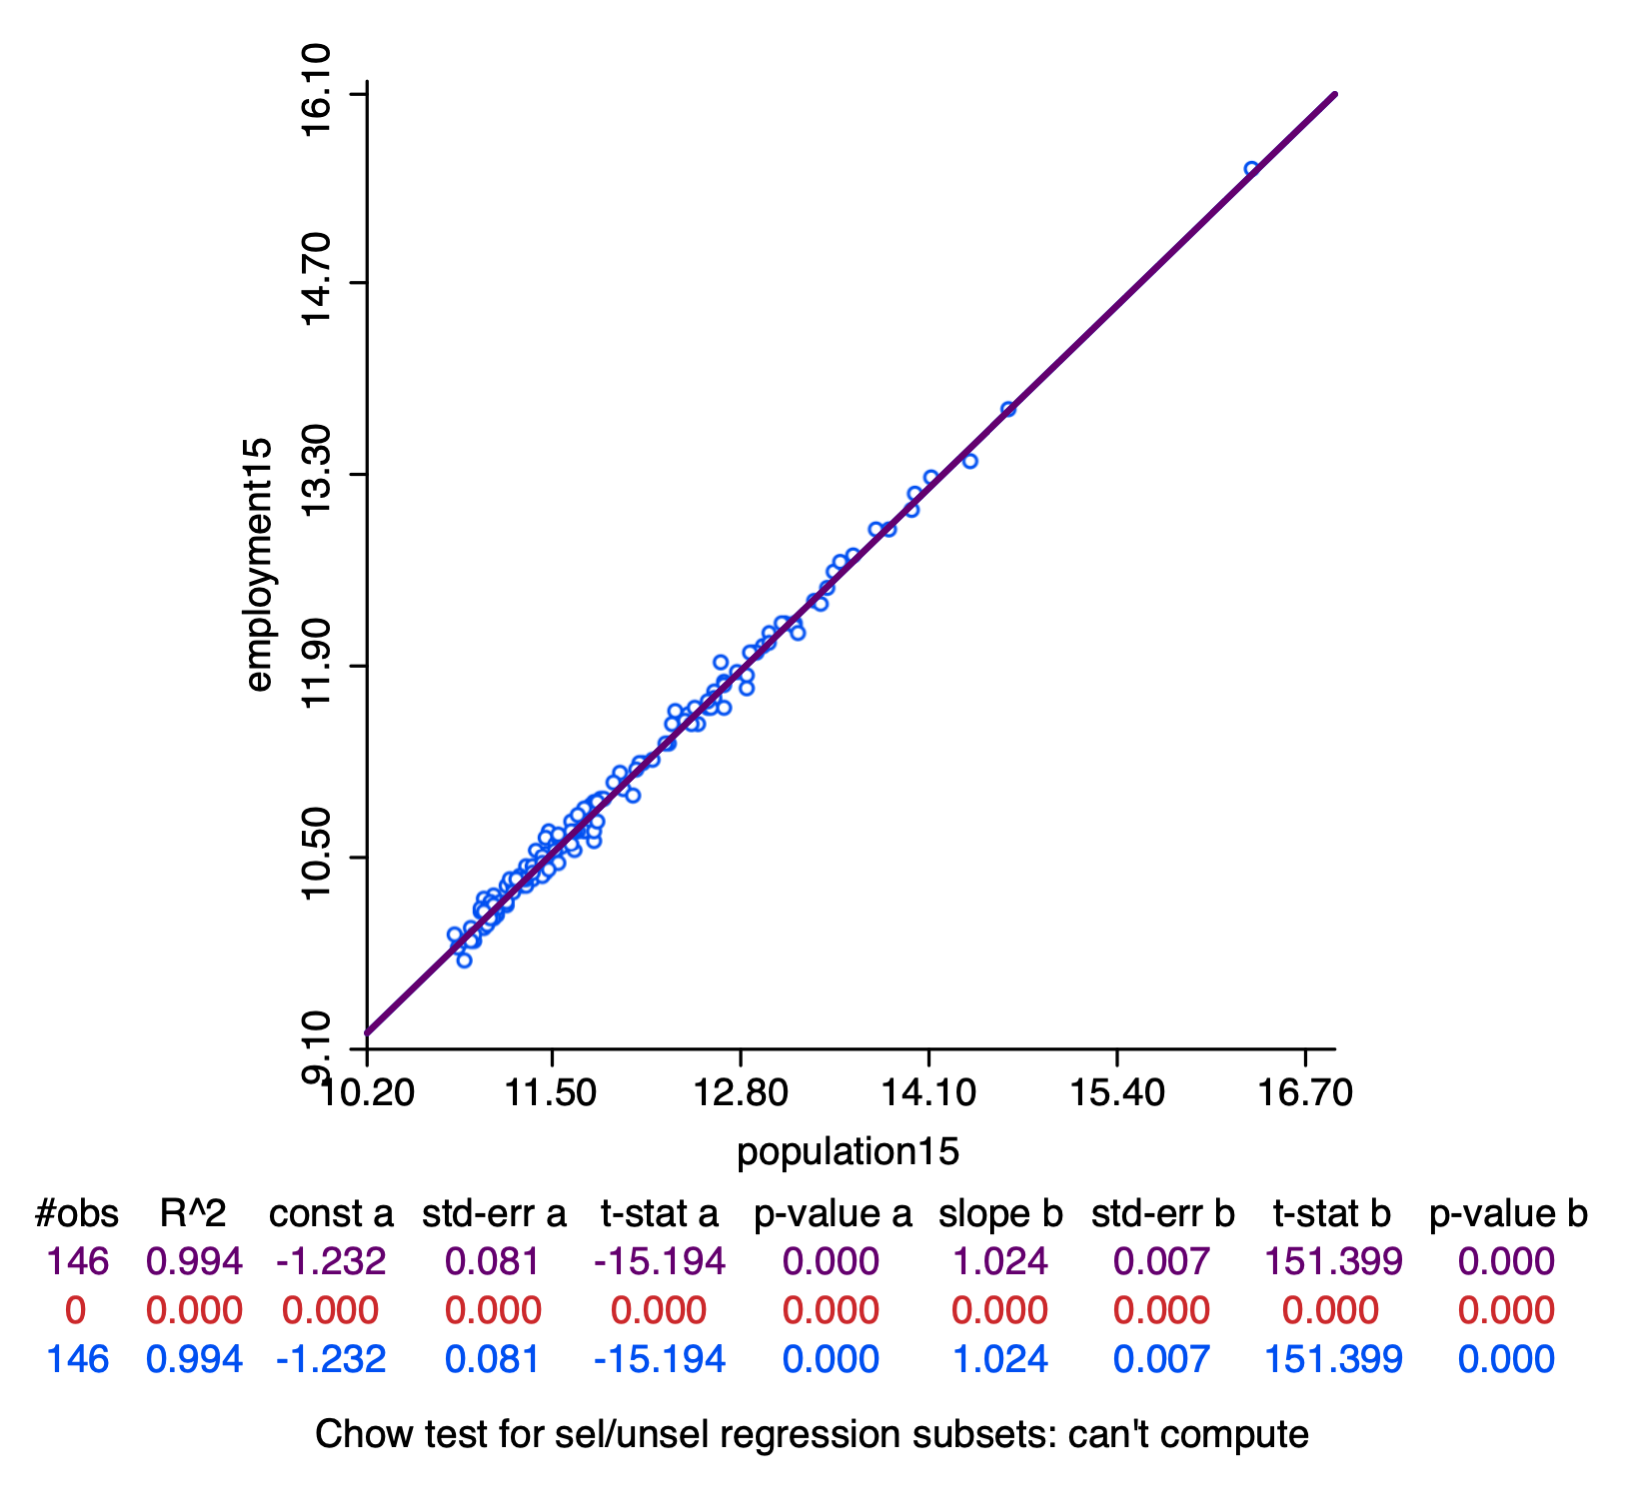 16.10
14.70
13.30
11.90
10.50
9.10
employment15
10.20 11.50 12.80 14.10 15.40 16.70
population15
#obs R^2 const a std-err a t-stat a p-value a slope b std-err b t-stat b p-value b
146 0.994 -1.232 0.081 -15.194 0.000 1.024 0.007 151.399 0.000
0 0.000 0.000 0.000 0.000 0.000 0.000 0.000 0.000 0.000
146 0.994 -1.232 0.081 -15.194 0.000 1.024 0.007 151.399 0.000
Chow test for sel/unsel regression subsets: can't compute